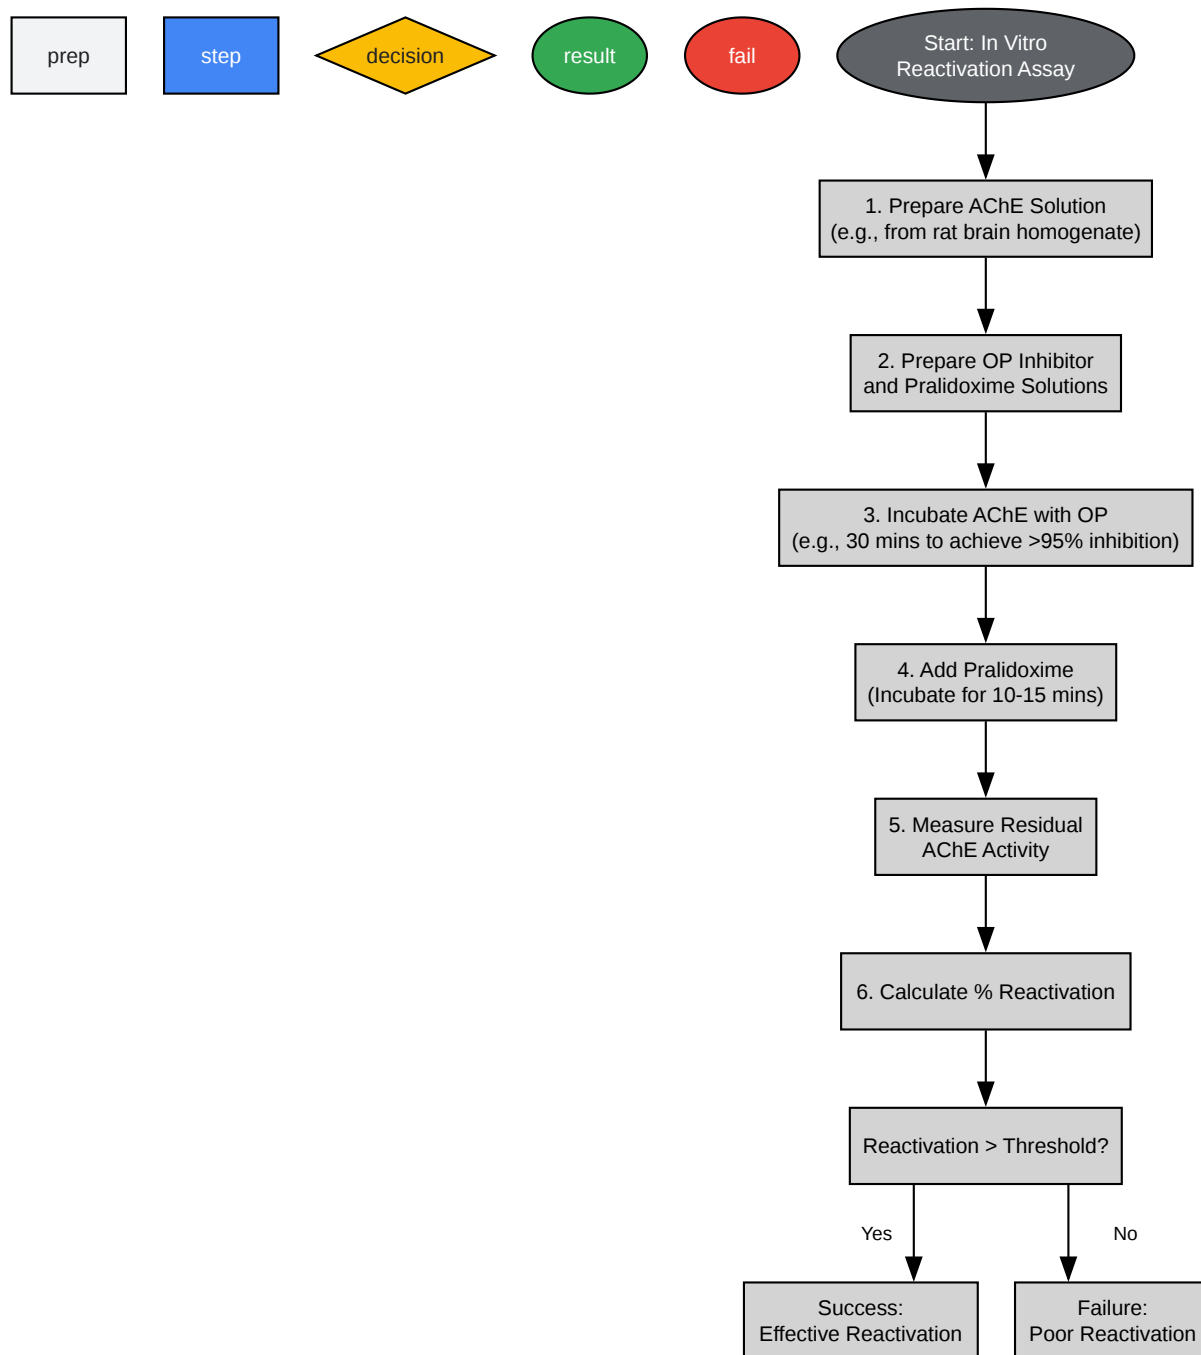 prep
step
decision
result
fail
Start: In Vitro
Reactivation Assay
1. Prepare AChE Solution
(e.g., from rat brain homogenate)
2. Prepare OP Inhibitor
and Pralidoxime Solutions
3. Incubate AChE with OP
(e.g., 30 mins to achieve >95% inhibition)
4. Add Pralidoxime
(Incubate for 10-15 mins)
5. Measure Residual
AChE Activity
6. Calculate % Reactivation
Reactivation > Threshold?
Yes
No
Success:
Effective Reactivation
Failure:
Poor Reactivation